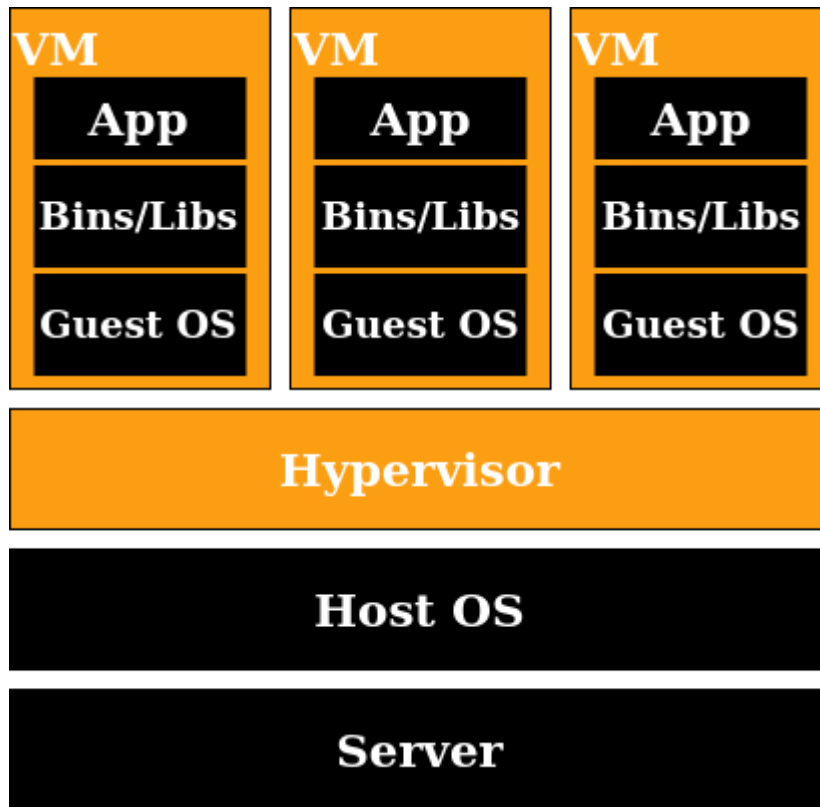 VM VM VM
App App App
Bins/Libs Bins/Libs Bins/Libs
Guest OS Guest OS Guest OS
Hypervisor
Host OS
Server